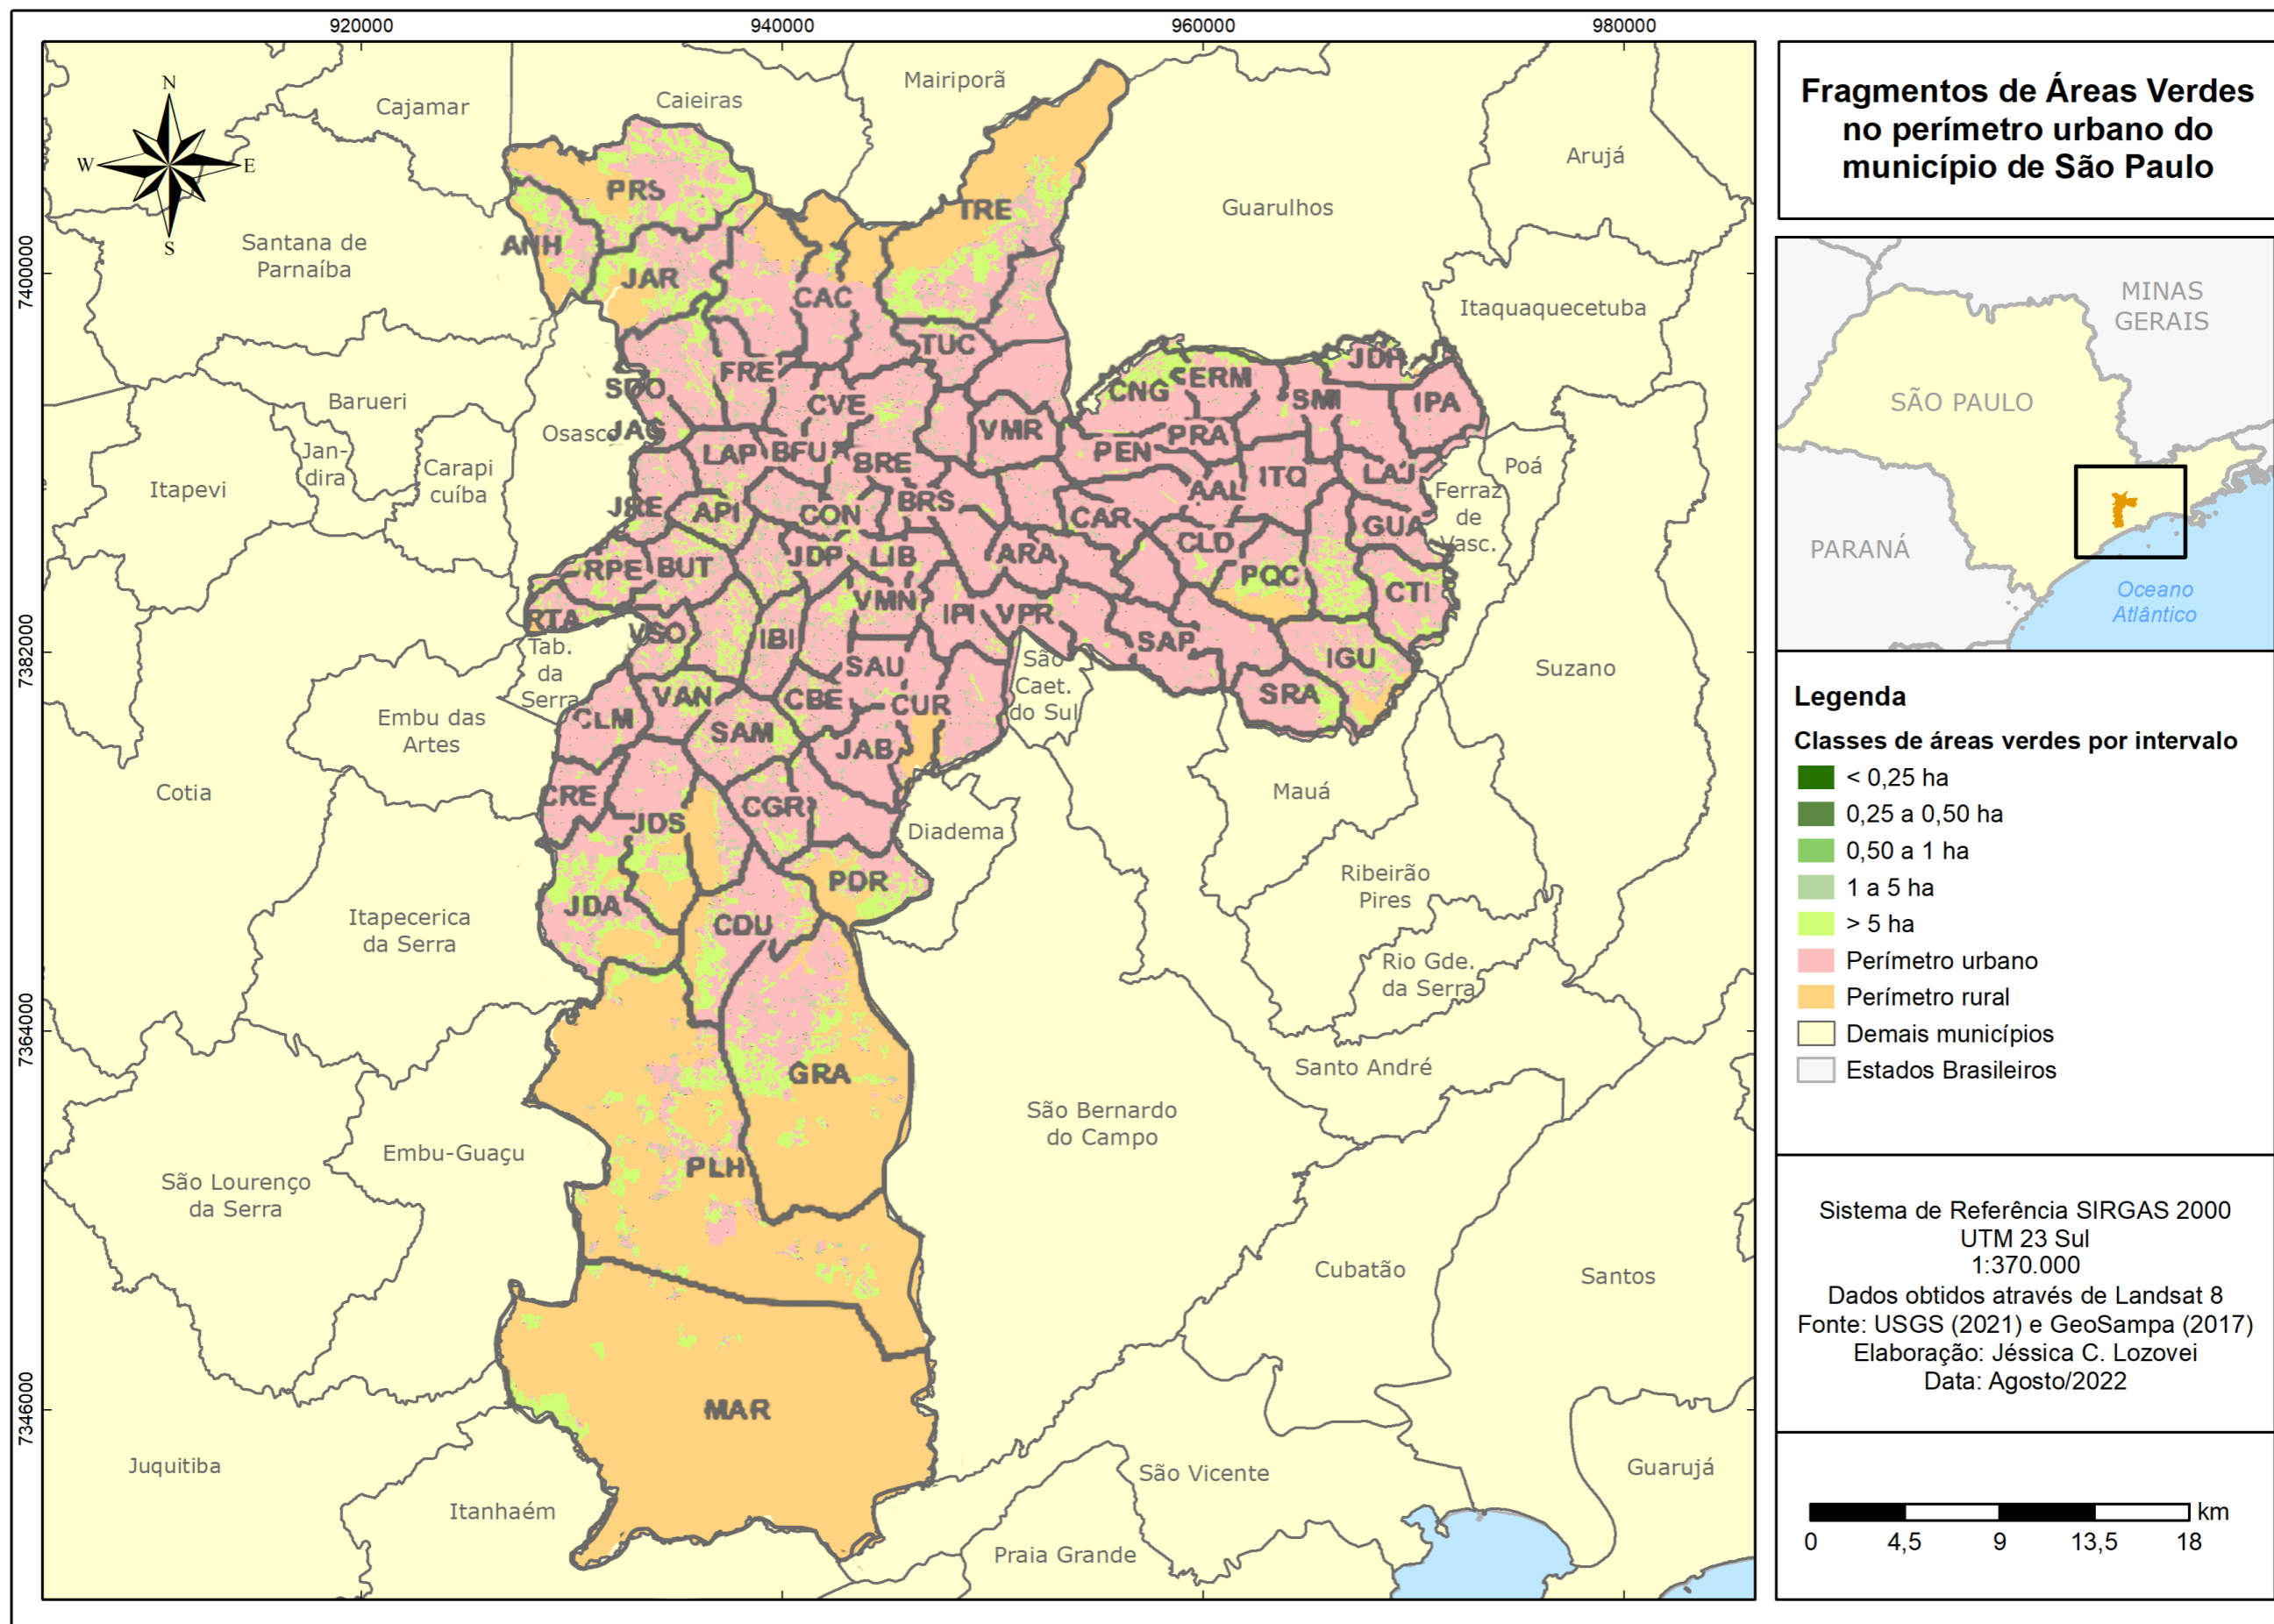 920000
940000
960000
980000
7400000
7382000
7364000
7346000
N
W
E
S
Cajamar
Caieiras
Mairiporã
Arujá
Guarulhos
Santana de
Parnaíba
Itaquaquecetuba
Barueri
Osasco
Jan-
dira
Carapi
cuíba
Itapevi
Poá
Ferraz
de
Vasc.
Tab.
da
Serra
São
Caet.
do Sul
Suzano
Embu das
Artes
Cotia
Mauá
Diadema
Ribeirão
Pires
Itapecerica
da Serra
Rio Gde.
da Serra
Santo André
São Bernardo
do Campo
Embu-Guaçu
São Lourenço
da Serra
Cubatão
Santos
Juquitiba
Itanhaém
São Vicente
Guarujá
Praia Grande
PRS
TRE
ANH
JAR
CAC
TUC
FRE
SDO
CVE
JAG
VMR
CNG
ERM
JDH
SMI
IPA
LAP
BFU
BRE
PEN
PRA
ITQ
LAJ
AAL
JRE
API
CON
BRS
CAR
GUA
CLD
RPE
BUT
JDP
LIB
ARA
PQC
CTI
RTA
VSO
IBI
VMN
IPI
VPR
SAP
IGU
SAU
CLM
VAN
CBE
CUR
SRA
SAM
JAB
CRE
CGR
JDS
PDR
JDA
CDU
GRA
PLH
MAR
Fragmentos de Áreas Verdes
no perímetro urbano do
município de São Paulo
MINAS
GERAIS
SÃO PAULO
PARANÁ
Oceano
Atlântico
Legenda
Classes de áreas verdes por intervalo
< 0,25 ha
0,25 a 0,50 ha
0,50 a 1 ha
1 a 5 ha
> 5 ha
Perímetro urbano
Perímetro rural
Demais municípios
Estados Brasileiros
Sistema de Referência SIRGAS 2000
UTM 23 Sul
1:370.000
Dados obtidos através de Landsat 8
Fonte: USGS (2021) e GeoSampa (2017)
Elaboração: Jéssica C. Lozovei
Data: Agosto/2022
km
0 4,5 9 13,5 18